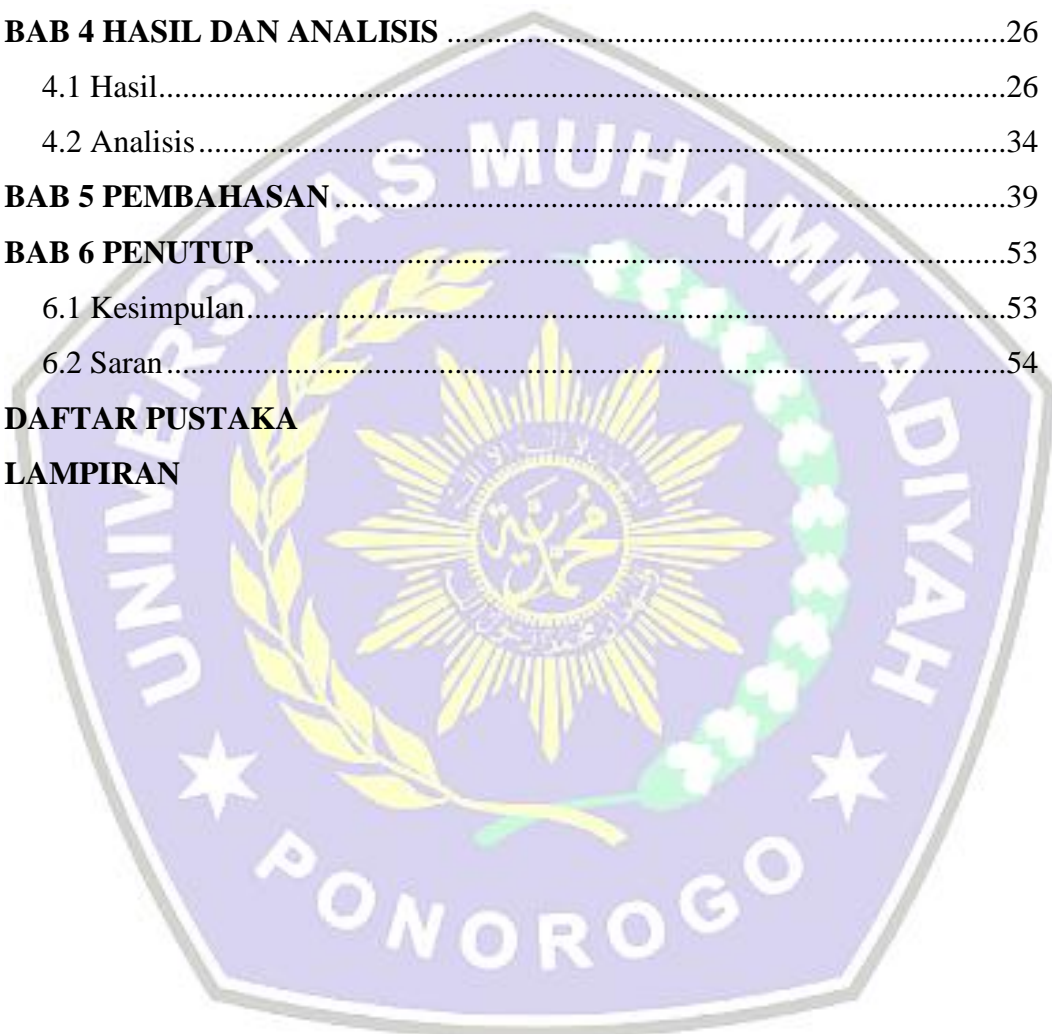 BAB 4 HASIL DAN ANALISIS ......................................................................26
4.1 Hasil..........................................................................................................26
4.2 Analisis.....................................................................................................34
BAB 5 PEMBAHASAN.....................................................................................39
BAB 6 PENUTUP..............................................................................................53
6.1 Kesimpulan...............................................................................................53
6.2 Saran.........................................................................................................54
DAFTAR PUSTAKA
LAMPIRAN
UNIVERSITAS MUHAMMADIYAH
PONOROGO
محمدية